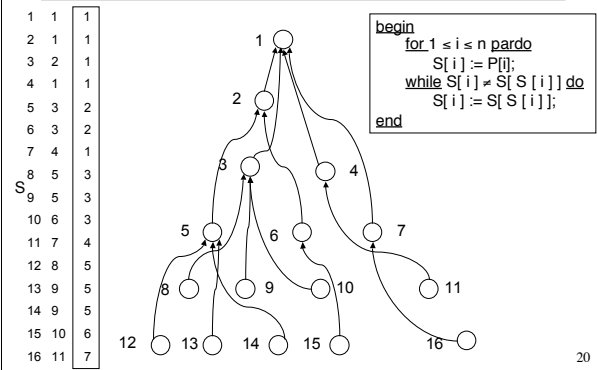 1 1 1
2 1 1
3 2 1
4 1 1
5 3 2
6 3 2
7 4 1
8 5 3
S
9 5 3
10 6 3
11 7 4
12 8 5
13 9 5
14 9 5
15 10 6
16 11 7
begin
for 1 ≤ i ≤ n pardo
S[ i ] := P[i];
while S[ i ] ≠ S[ S [ i ] ] do
S[ i ] := S[ S [ i ] ];
end
1
2
3
4
5
6
7
8
9
10
11
12
13
14
15
16
20